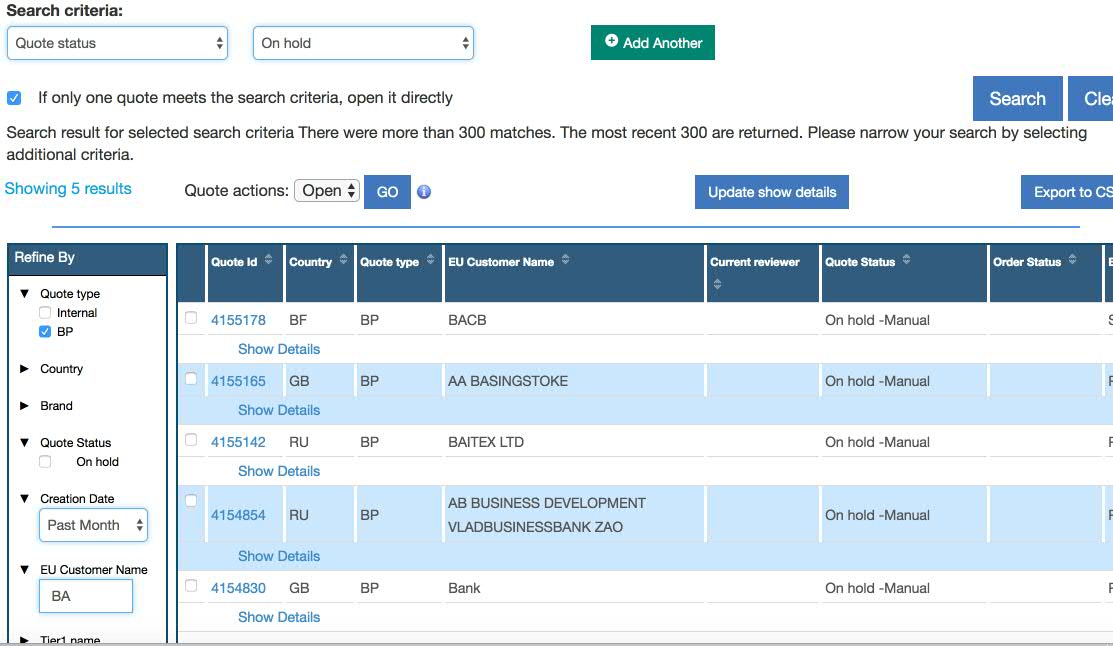 Search criteria:
Quote status On hold Add Another
If only one quote meets the search criteria, open it directly
Search Clea
Search result for selected search criteria There were more than 300 matches. The most recent 300 are returned. Please narrow your search by selecting
additional criteria.
Showing 5 results Quote actions: Open GO Update show details Export to CS
Refine By
Quote type
Internal
BP
Country
Brand
Quote Status
On hold
Creation Date
Past Month
EU Customer Name
BA
Tier1 name
Quote Id Country Quote type EU Customer Name Current reviewer Quote Status Order Status
4155178 BF BP BACB On hold -Manual
Show Details
4155165 GB BP AA BASINGSTOKE On hold -Manual
Show Details
4155142 RU BP BAITEX LTD On hold -Manual
Show Details
4154854 RU BP AB BUSINESS DEVELOPMENT
VLADBUSINESSBANK ZAO On hold -Manual
Show Details
4154830 GB BP Bank On hold -Manual
Show Details